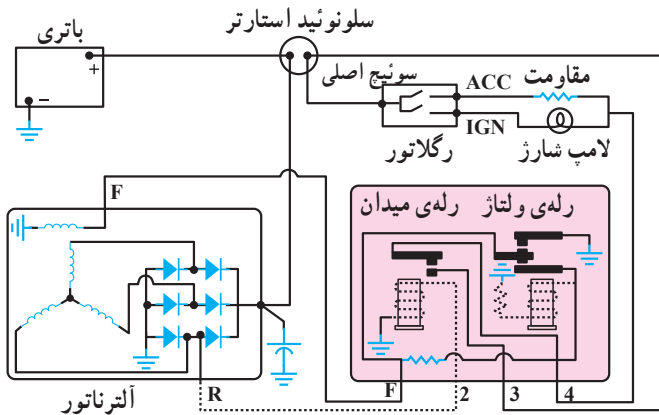 سلونوئید استارتر
باتری
+
−
سوئیچ اصلی
ACC
مقاومت
IGN
رگلاتور
لامپ شارژ
F
رله‌ی میدان
رله‌ی ولتاژ
آلترناتور
R
F
2
3
4